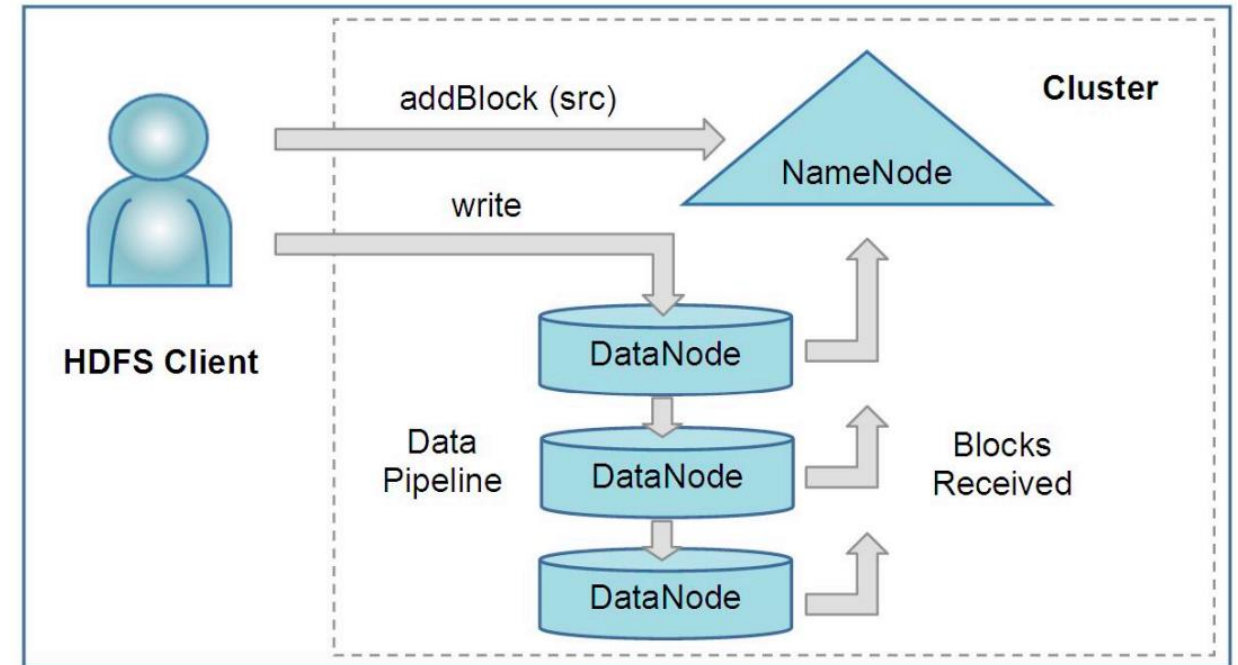 addBlock (src)
Cluster
NameNode
write
HDFS Client
DataNode
Data
Pipeline
DataNode
Blocks
Received
DataNode